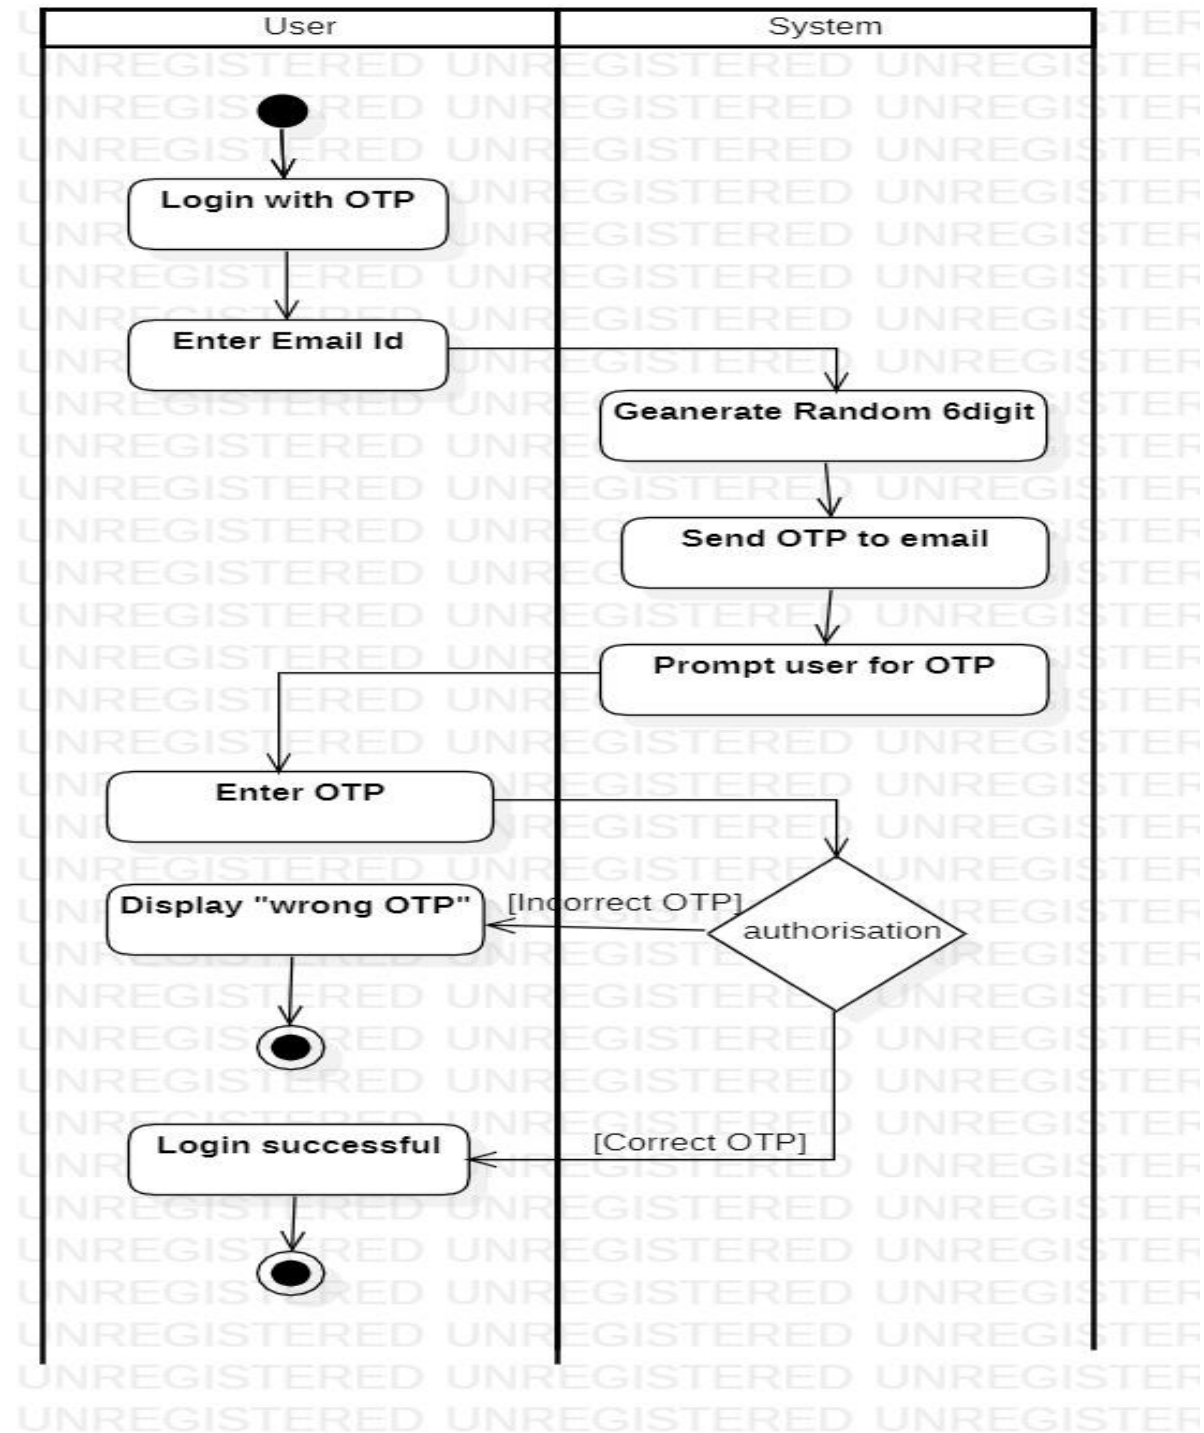 User
System
Login with OTP
Enter Email Id
Geanerate Random 6digit
Send OTP to email
Prompt user for OTP
Enter OTP
Display "wrong OTP"
[Incorrect OTP]
authorisation
Login successful
[Correct OTP]
UNREGISTERED